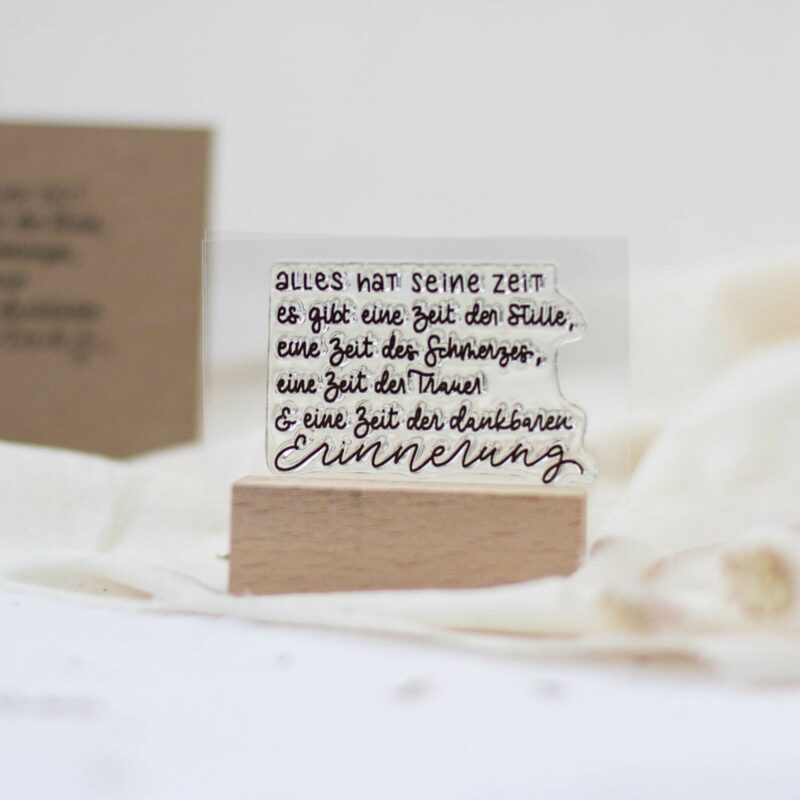 alles hat seine zeit
es gibt eine Zeit der Stille,
eine Zeit des Schmerzes,
eine Zeit der Trauer
& eine Zeit der dankbaren
Erinnerung